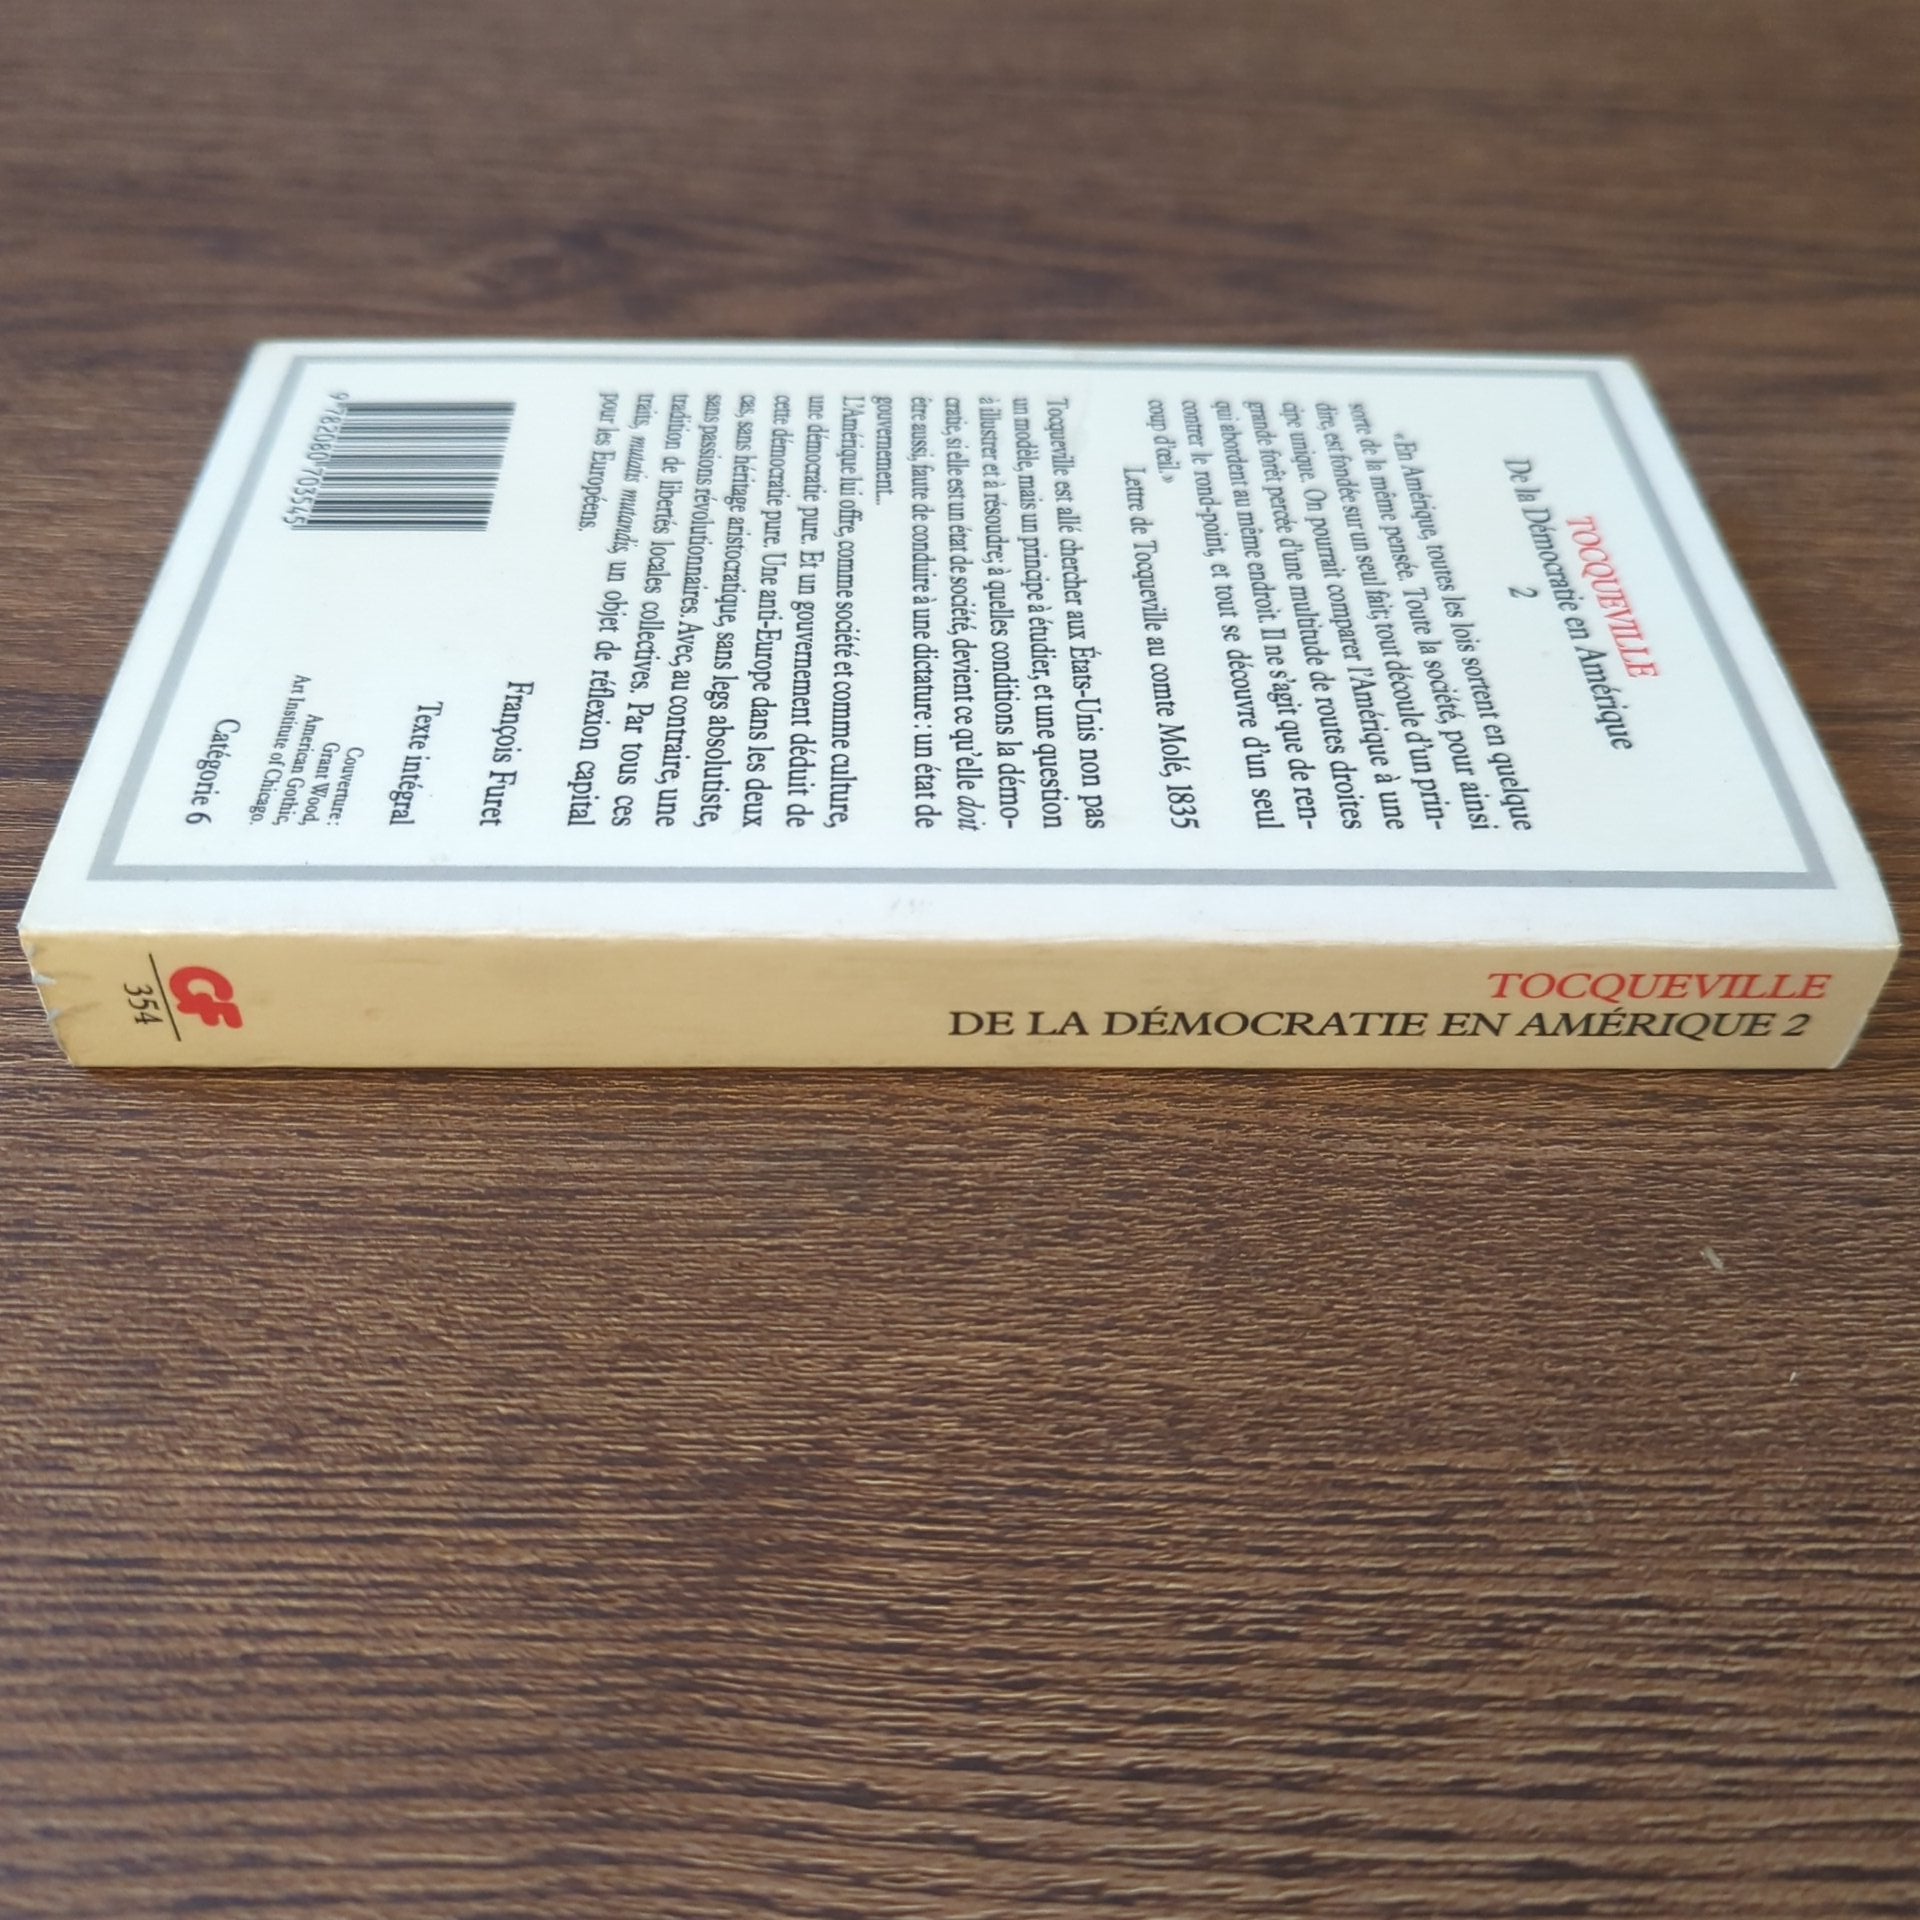 TOCQUEVILLE
De la Démocratie en Amérique
2
«En Amérique, toutes les lois sortent en quelque
sorte de la même pensée. Toute la société, pour ainsi
dire, est fondée sur un seul fait; tout découle d'un prin-
cipe unique. On pourrait comparer l'Amérique à une
grande forêt percée d'une multitude de routes droites
qui abordent au même endroit. Il ne s'agit que de ren-
contrer le rond-point, et tout se découvre d'un seul
coup d'œil.»
Lettre de Tocqueville au comte Molé, 1835
Tocqueville est allé chercher aux États-Unis non pas
un modèle, mais un principe à étudier, et une question
à illustrer et à résoudre; à quelles conditions la démo-
cratie, si elle est un état de société, devient ce qu'elle doit
être aussi, faute de conduire à une dictature : un état de
gouvernement...
L'Amérique lui offre, comme société et comme culture,
une démocratie pure. Et un gouvernement déduit de
cette démocratie pure. Une anti-Europe dans les deux
cas, sans héritage aristocratique, sans legs absolutiste,
sans passions révolutionnaires. Avec, au contraire, une
tradition de libertés locales collectives. Par tous ces
traits, mutatis mutandis, un objet de réflexion capital
pour les Européens.
François Furet
Texte intégral
Couverture :
Grant Wood,
American Gothic,
Art Institute of Chicago.
Catégorie 6
9 782080 703545
TOCQUEVILLE
DE LA DÉMOCRATIE EN AMÉRIQUE 2
GF
354